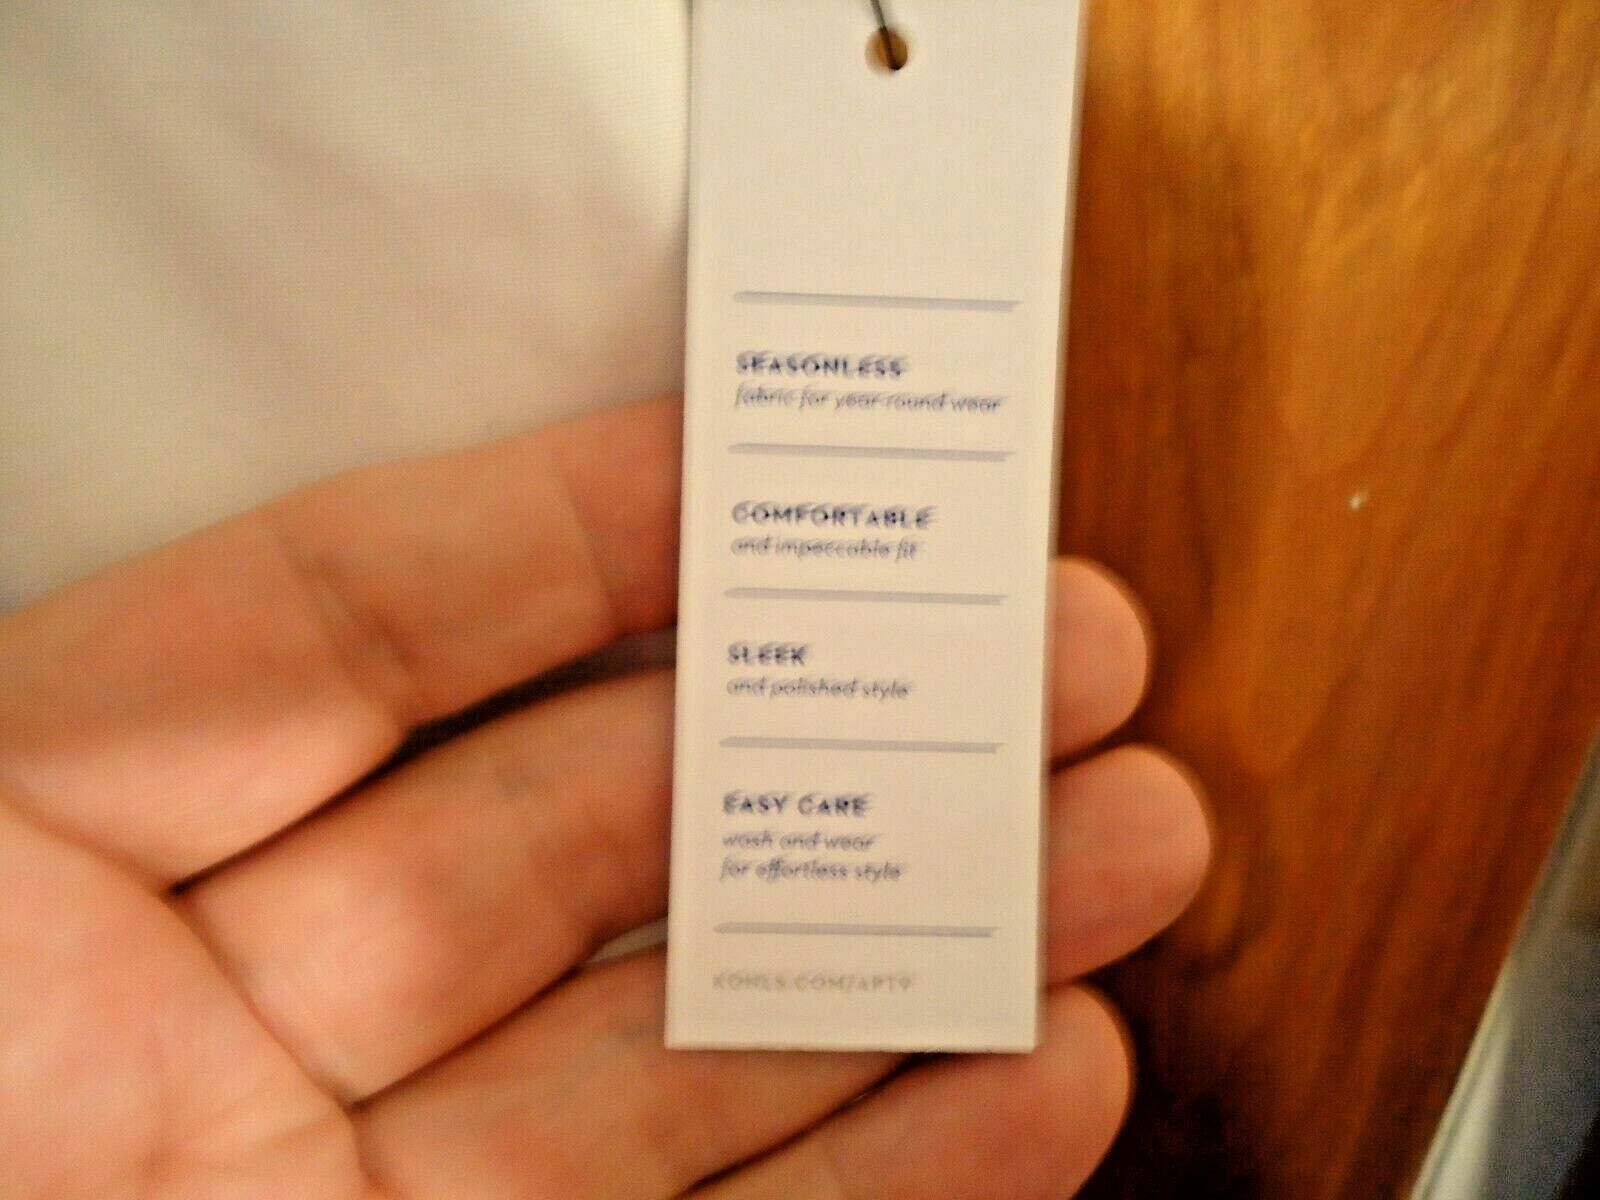 SEASONLESS
fabric for year-round wear
COMFORTABLE
and impeccable fit
SLEEK
and polished style
EASY CARE
wash and wear
for effortless style
KOHLS.COM/APT9